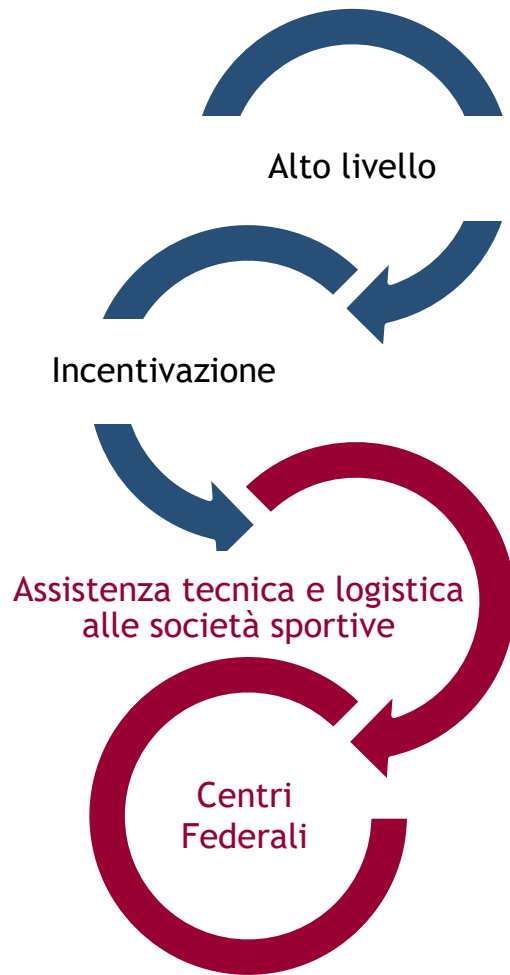 Alto livello
Incentivazione
Assistenza tecnica e logistica
alle società sportive
Centri
Federali